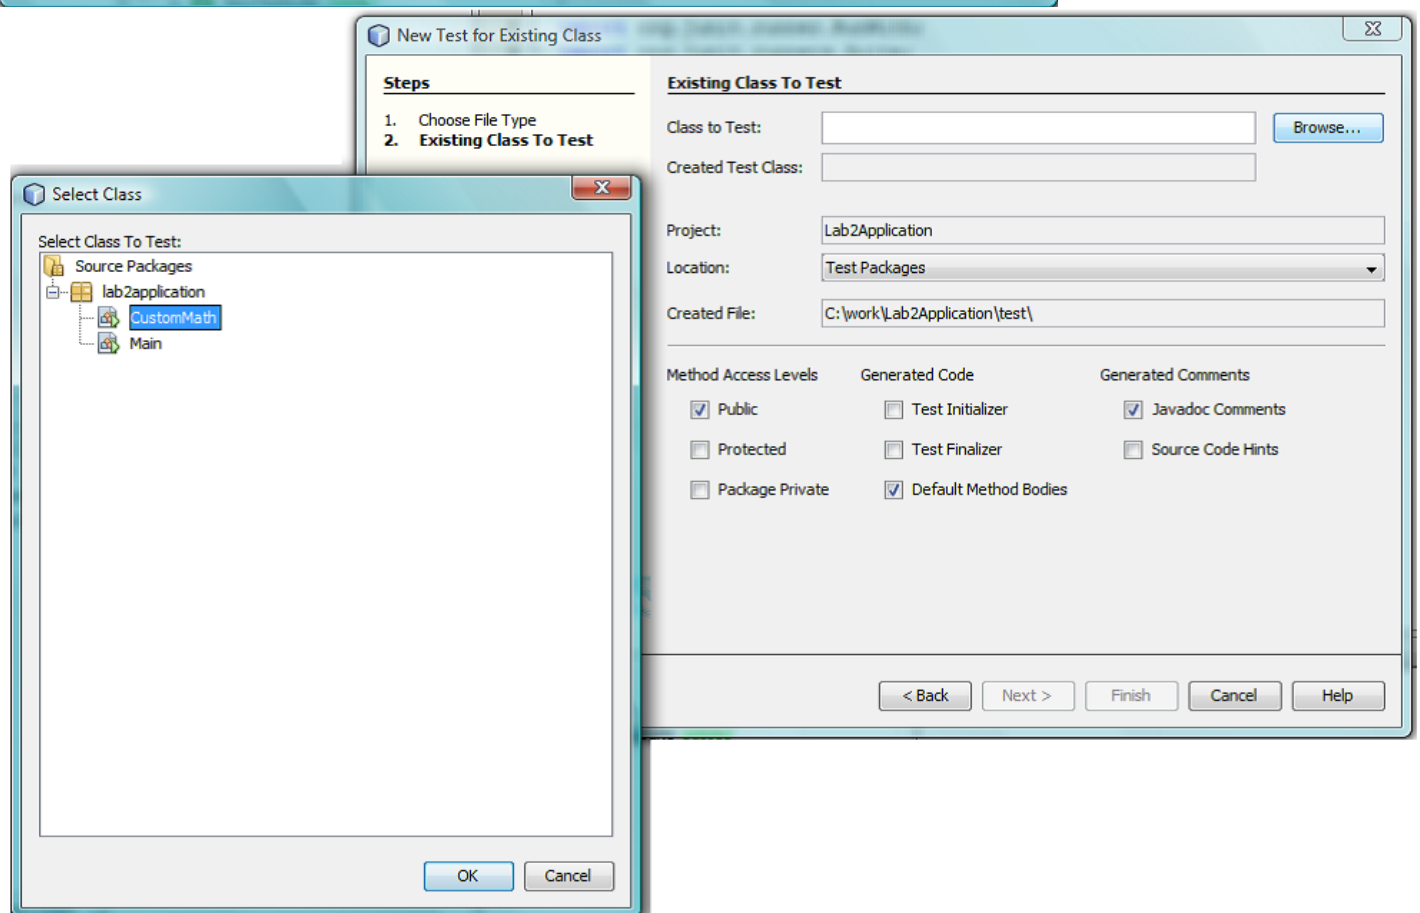 New Test for Existing Class
Steps
1. Choose File Type
2. Existing Class To Test
Existing Class To Test
Class to Test:
Browse...
Created Test Class:
Project:
Lab2Application
Location:
Test Packages
Created File:
C:\work\Lab2Application\test\
Method Access Levels
Generated Code
Generated Comments
Public
Test Initializer
Javadoc Comments
Protected
Test Finalizer
Source Code Hints
Package Private
Default Method Bodies
< Back
Next >
Finish
Cancel
Help
Select Class
Select Class To Test:
Source Packages
lab2application
CustomMath
Main
OK
Cancel